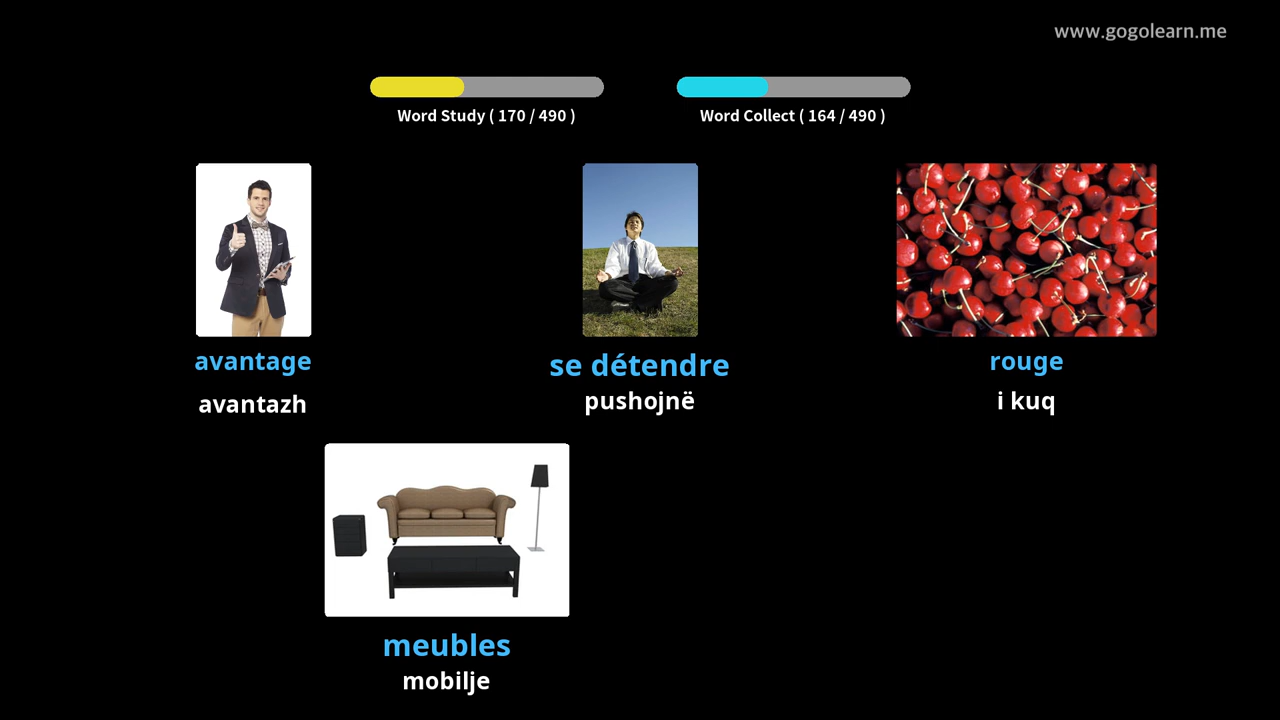 www.gogolearn.me
Word Study ( 170 / 490 )
Word Collect ( 164 / 490 )
avantage
avantazh
se détendre
pushojnë
rouge
i kuq
meubles
mobilje